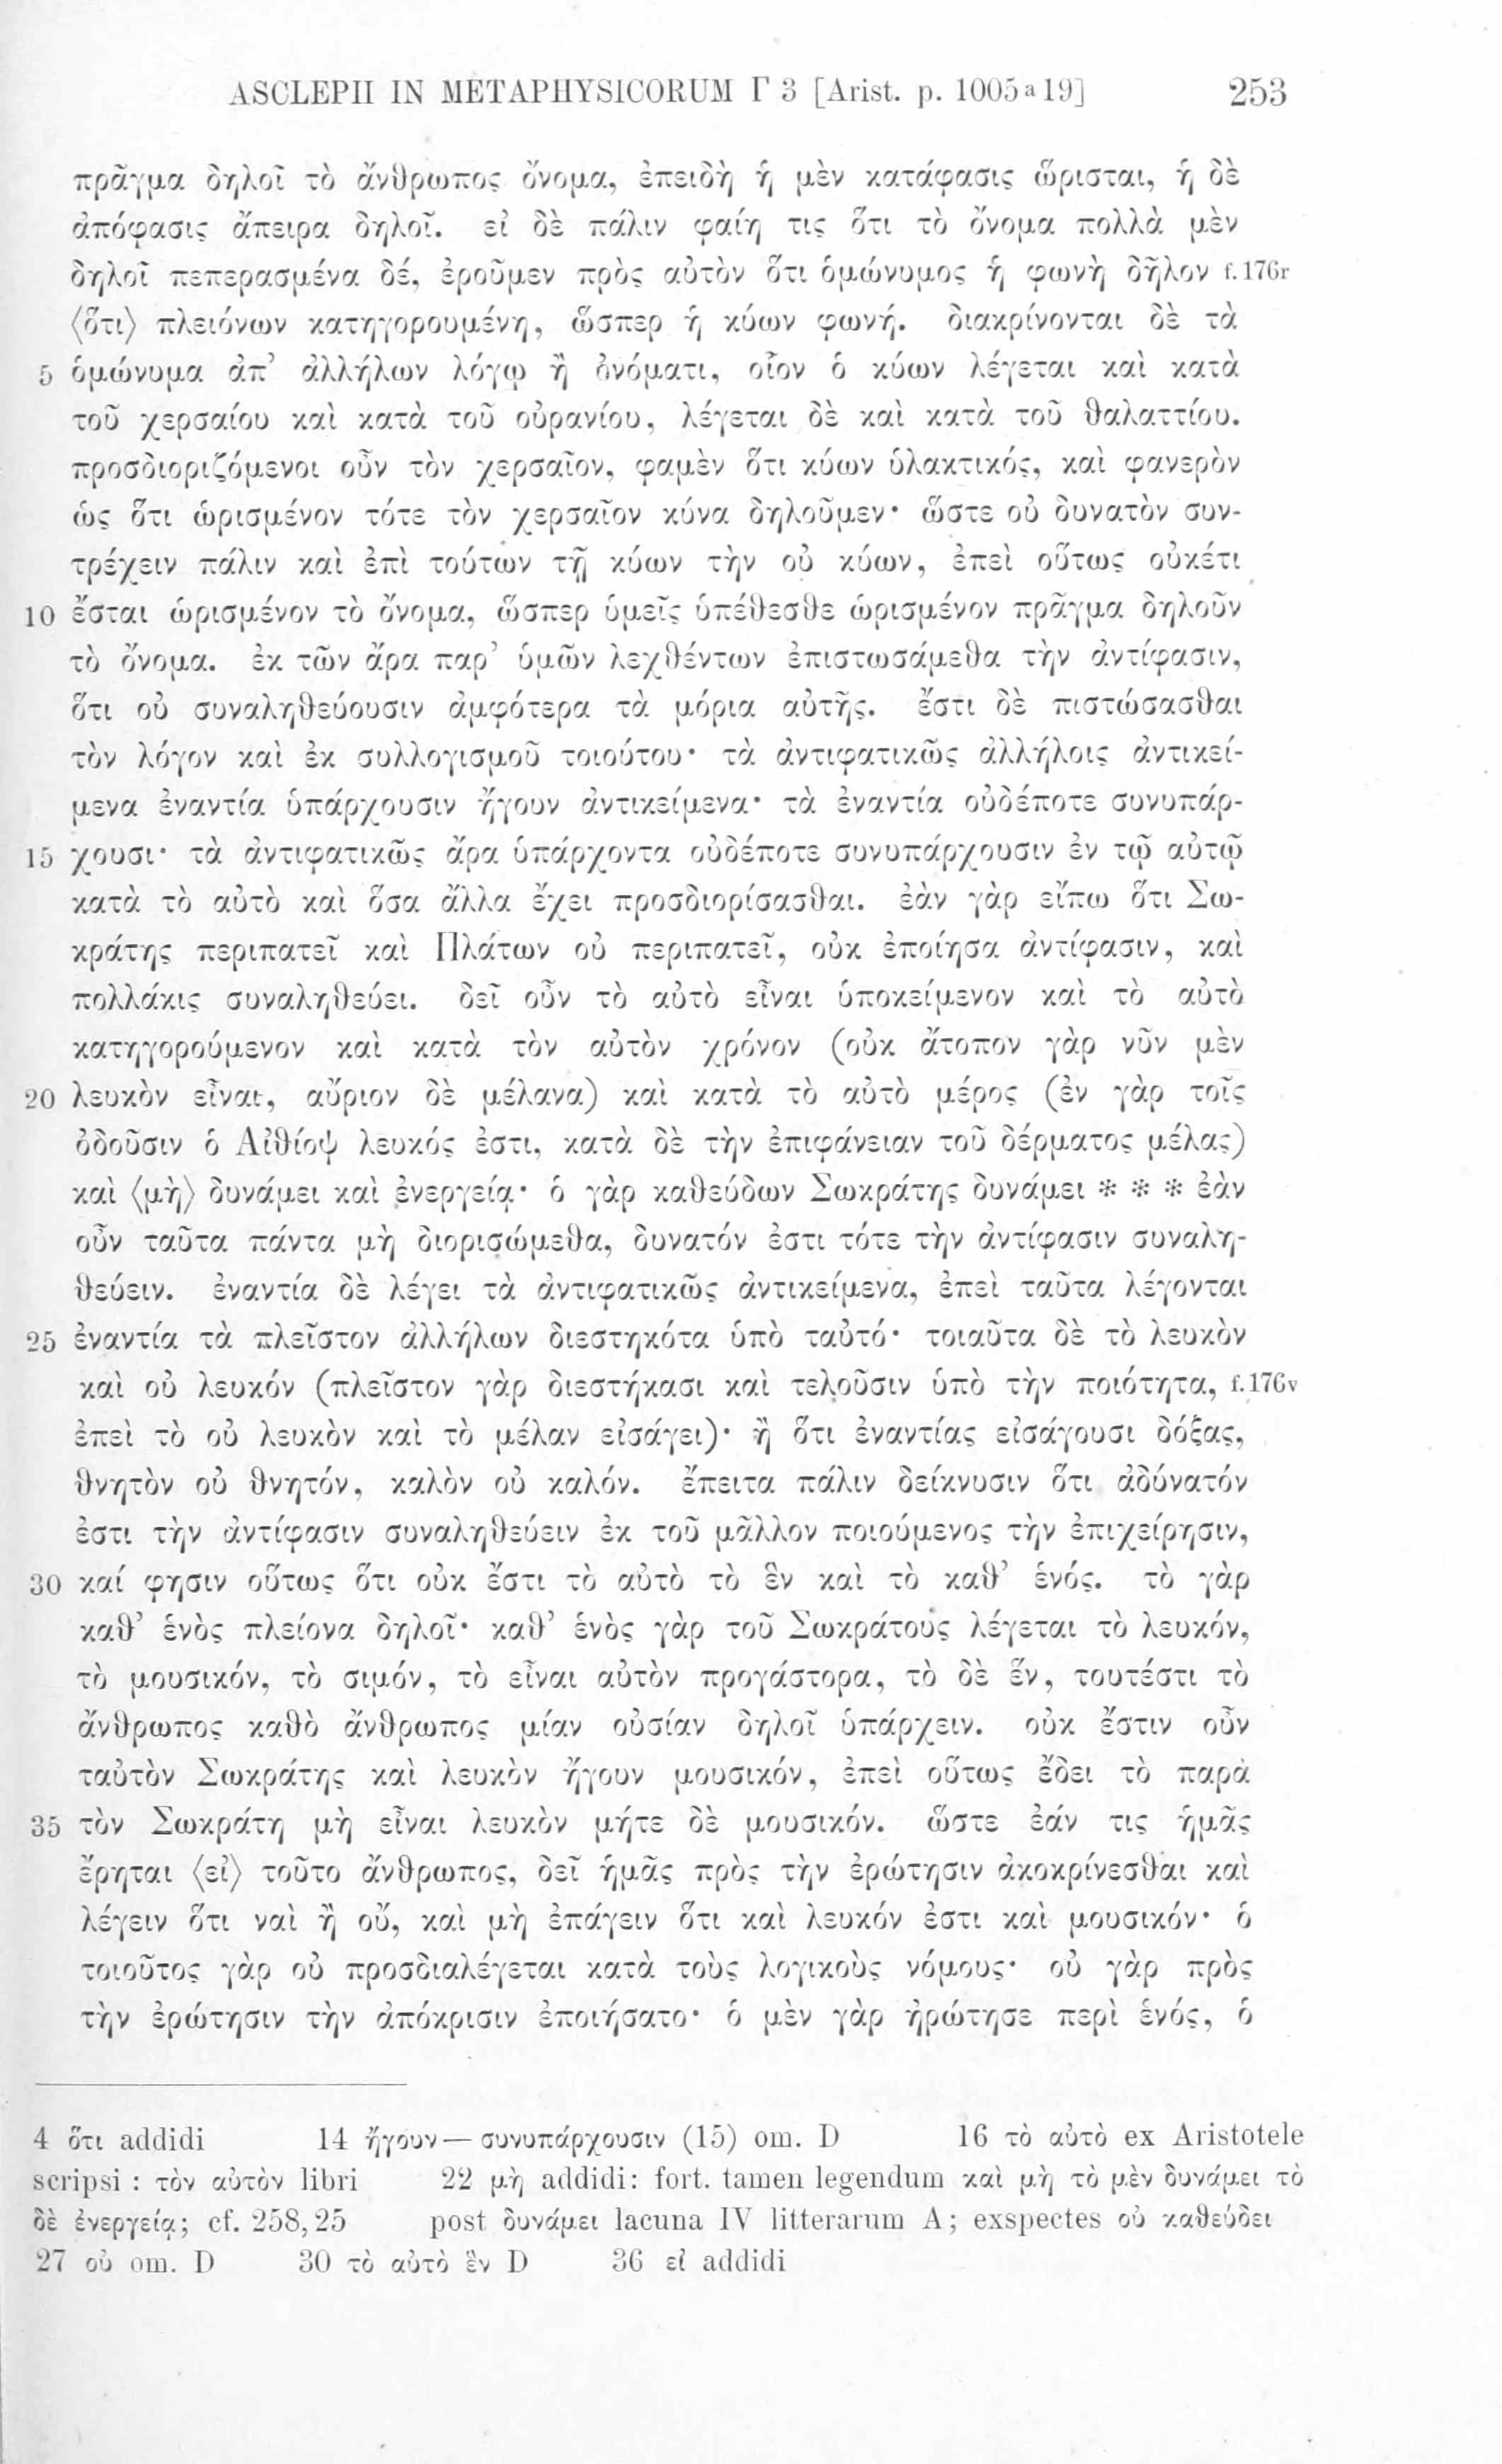 ASCLEPII IN METAPHYSICORUM Γ 3 [Arist. p. 1005a19] 253
πρᾶγμα δηλοῖ τὸ ἄνθρωπος ὄνομα, ἐπειδὴ ἡ μὲν κατάφασις ὥρισται, ἡ δὲ
ἀπόφασις ἄπειρα δηλοῖ. εἰ δὲ πάλιν φαίη τις ὅτι τὸ ὄνομα πολλὰ μὲν
δηλοῖ πεπερασμένα δέ, ἐροῦμεν πρὸς αὐτὸν ὅτι ὁμώνυμος ἡ φωνὴ δῆλον f.176r
⟨ὅτι⟩ πλειόνων κατηγορουμένη, ὥσπερ ἡ κύων φωνή. διακρίνονται δὲ τὰ
5 ὁμώνυμα ἀπ’ ἀλλήλων λόγῳ ἢ ὀνόματι, οἷον ὁ κύων λέγεται καὶ κατὰ
τοῦ χερσαίου καὶ κατὰ τοῦ οὐρανίου, λέγεται δὲ καὶ κατὰ τοῦ θαλαττίου.
προσδιοριζόμενοι οὖν τὸν χερσαῖον, φαμὲν ὅτι κύων ὑλακτικός, καὶ φανερὸν
ὡς ὅτι ὡρισμένον τότε τὸν χερσαῖον κύνα δηλοῦμεν· ὥστε οὐ δυνατὸν συν-
τρέχειν πάλιν καὶ ἐπὶ τούτων τῇ κύων τὴν οὐ κύων, ἐπεὶ οὕτως οὐκέτι
10 ἔσται ὡρισμένον τὸ ὄνομα, ὥσπερ ὑμεῖς ὑπέθεσθε ὡρισμένον πρᾶγμα δηλοῦν
τὸ ὄνομα. ἐκ τῶν ἄρα παρ’ ὑμῶν λεχθέντων ἐπιστωσάμεθα τὴν ἀντίφασιν,
ὅτι οὐ συναληθεύουσιν ἀμφότερα τὰ μόρια αὐτῆς. ἔστι δὲ πιστώσασθαι
τὸν λόγον καὶ ἐκ συλλογισμοῦ τοιούτου· τὰ ἀντιφατικῶς ἀλλήλοις ἀντικεί-
μενα ἐναντία ὑπάρχουσιν ἤγουν ἀντικείμενα· τὰ ἐναντία οὐδέποτε συνυπάρ-
15 χουσι· τὰ ἀντιφατικῶς ἄρα ὑπάρχοντα οὐδέποτε συνυπάρχουσιν ἐν τῷ αὐτῷ
κατὰ τὸ αὐτὸ καὶ ὅσα ἄλλα ἔχει προσδιορίσασθαι. ἐὰν γὰρ εἴπω ὅτι Σω-
κράτης περιπατεῖ καὶ Πλάτων οὐ περιπατεῖ, οὐκ ἐποίησα ἀντίφασιν, καὶ
πολλάκις συναληθεύει. δεῖ οὖν τὸ αὐτὸ εἶναι ὑποκείμενον καὶ τὸ αὐτὸ
κατηγορούμενον καὶ κατὰ τὸν αὐτὸν χρόνον (οὐκ ἄτοπον γὰρ νῦν μὲν
20 λευκὸν εἶναι, αὔριον δὲ μέλανα) καὶ κατὰ τὸ αὐτὸ μέρος (ἐν γὰρ τοῖς
ὀδοῦσιν ὁ Αἰθίοψ λευκός ἐστι, κατὰ δὲ τὴν ἐπιφάνειαν τοῦ δέρματος μέλας)
καὶ ⟨μὴ⟩ δυνάμει καὶ ἐνεργείᾳ· ὁ γὰρ καθεύδων Σωκράτης δυνάμει * * * ἐὰν
οὖν ταῦτα πάντα μὴ διορισώμεθα, δυνατόν ἐστι τότε τὴν ἀντίφασιν συναλη-
θεύειν. ἐναντία δὲ λέγει τὰ ἀντιφατικῶς ἀντικείμενα, ἐπεὶ ταῦτα λέγονται
25 ἐναντία τὰ πλεῖστον ἀλλήλων διεστηκότα ὑπὸ ταὐτό· τοιαῦτα δὲ τὸ λευκὸν
καὶ οὐ λευκόν (πλεῖστον γὰρ διεστήκασι καὶ τελοῦσιν ὑπὸ τὴν ποιότητα, f.176v
ἐπεὶ τὸ οὐ λευκὸν καὶ τὸ μέλαν εἰσάγει)· ἢ ὅτι ἐναντίας εἰσάγουσι δόξας,
θνητὸν οὐ θνητόν, καλὸν οὐ καλόν. ἔπειτα πάλιν δείκνυσιν ὅτι ἀδύνατόν
ἐστι τὴν ἀντίφασιν συναληθεύειν ἐκ τοῦ μᾶλλον ποιούμενος τὴν ἐπιχείρησιν,
30 καί φησιν οὕτως ὅτι οὐκ ἔστι τὸ αὐτὸ τὸ ἓν καὶ τὸ καθ’ ἑνός. τὸ γὰρ
καθ’ ἑνὸς πλείονα δηλοῖ· καθ’ ἑνὸς γὰρ τοῦ Σωκράτους λέγεται τὸ λευκόν,
τὸ μουσικόν, τὸ σιμόν, τὸ εἶναι αὐτὸν προγάστορα, τὸ δὲ ἕν, τουτέστι τὸ
ἄνθρωπος καθὸ ἄνθρωπος μίαν οὐσίαν δηλοῖ ὑπάρχειν. οὐκ ἔστιν οὖν
ταὐτὸν Σωκράτης καὶ λευκὸν ἤγουν μουσικόν, ἐπεὶ οὕτως ἔδει τὸ παρὰ
35 τὸν Σωκράτη μὴ εἶναι λευκὸν μήτε δὲ μουσικόν. ὥστε ἐάν τις ἡμᾶς
ἔρηται ⟨εἰ⟩ τοῦτο ἄνθρωπος, δεῖ ἡμᾶς πρὸς τὴν ἐρώτησιν ἀκοκρίνεσθαι καὶ
λέγειν ὅτι ναὶ ἢ οὔ, καὶ μὴ ἐπάγειν ὅτι καὶ λευκόν ἐστι καὶ μουσικόν· ὁ
τοιοῦτος γὰρ οὐ προσδιαλέγεται κατὰ τοὺς λογικοὺς νόμους· οὐ γὰρ πρὸς
τὴν ἐρώτησιν τὴν ἀπόκρισιν ἐποιήσατο· ὁ μὲν γὰρ ἠρώτησε περὶ ἑνός, ὁ
4 ὅτι addidi 14 ἤγουν — συνυπάρχουσιν (15) om. D 16 τὸ αὐτὸ ex Aristotele
scripsi : τὸν αὐτὸν libri 22 μὴ addidi: fort. tamen legendum καὶ μὴ τὸ μὲν δυνάμει τὸ
δὲ ἐνεργείᾳ; cf. 258,25 post δυνάμει lacuna IV litterarum A; exspectes οὐ καθεύδει
27 οὐ om. D 30 τὸ αὐτὸ ἓν D 36 εἰ addidi